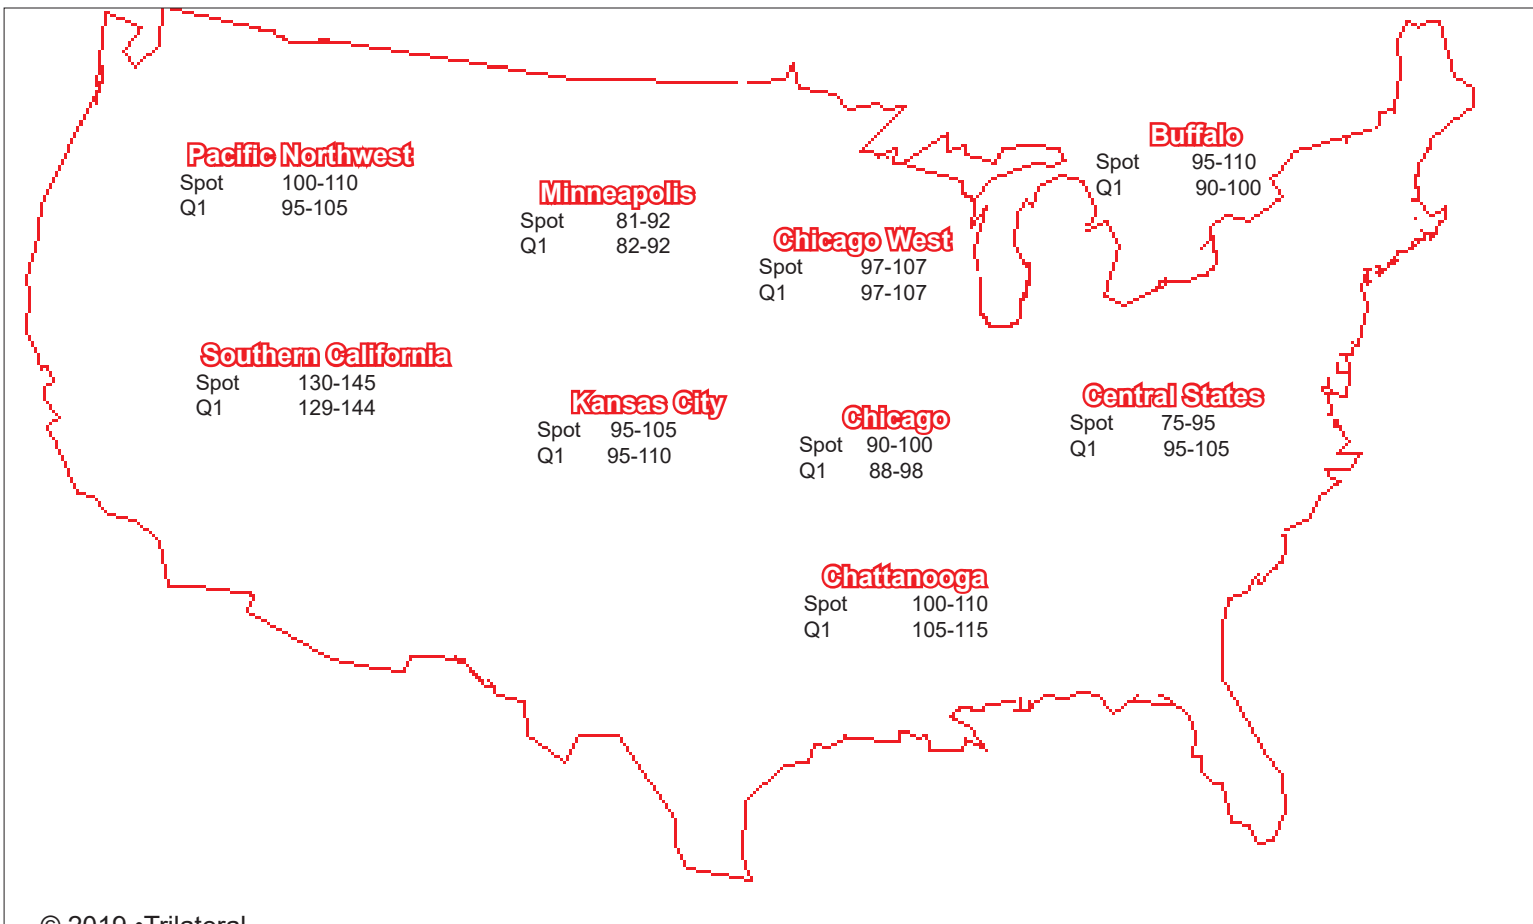 Pacific Northwest
Spot 100-110
Q1 95-105
Minneapolis
Spot 81-92
Q1 82-92
Chicago West
Spot 97-107
Q1 97-107
Buffalo
Spot 95-110
Q1 90-100
Southern California
Spot 130-145
Q1 129-144
Kansas City
Spot 95-105
Q1 95-110
Chicago
Spot 90-100
Q1 88-98
Central States
Spot 75-95
Q1 95-105
Chattanooga
Spot 100-110
Q1 105-115
© 2019 •Trilateral